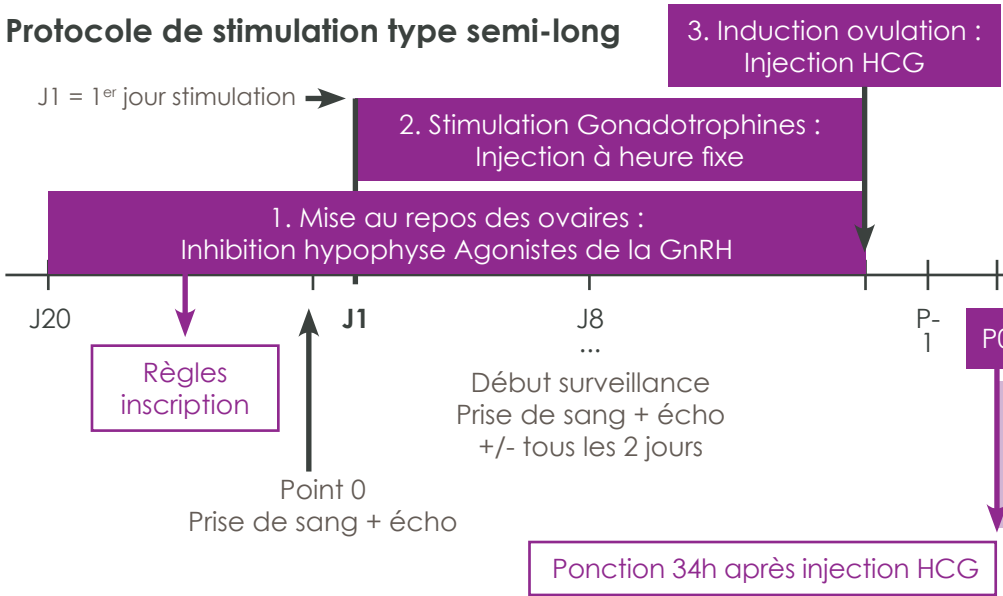 Protocole de stimulation type semi-long
3. Induction ovulation :
Injection HCG
J1 = 1er jour stimulation
2. Stimulation Gonadotrophines :
Injection à heure fixe
1. Mise au repos des ovaires :
Inhibition hypophyse Agonistes de la GnRH
J20
J1
J8
...
P-
1
P0
Règles
inscription
Début surveillance
Prise de sang + écho
+/- tous les 2 jours
Point 0
Prise de sang + écho
Ponction 34h après injection HCG